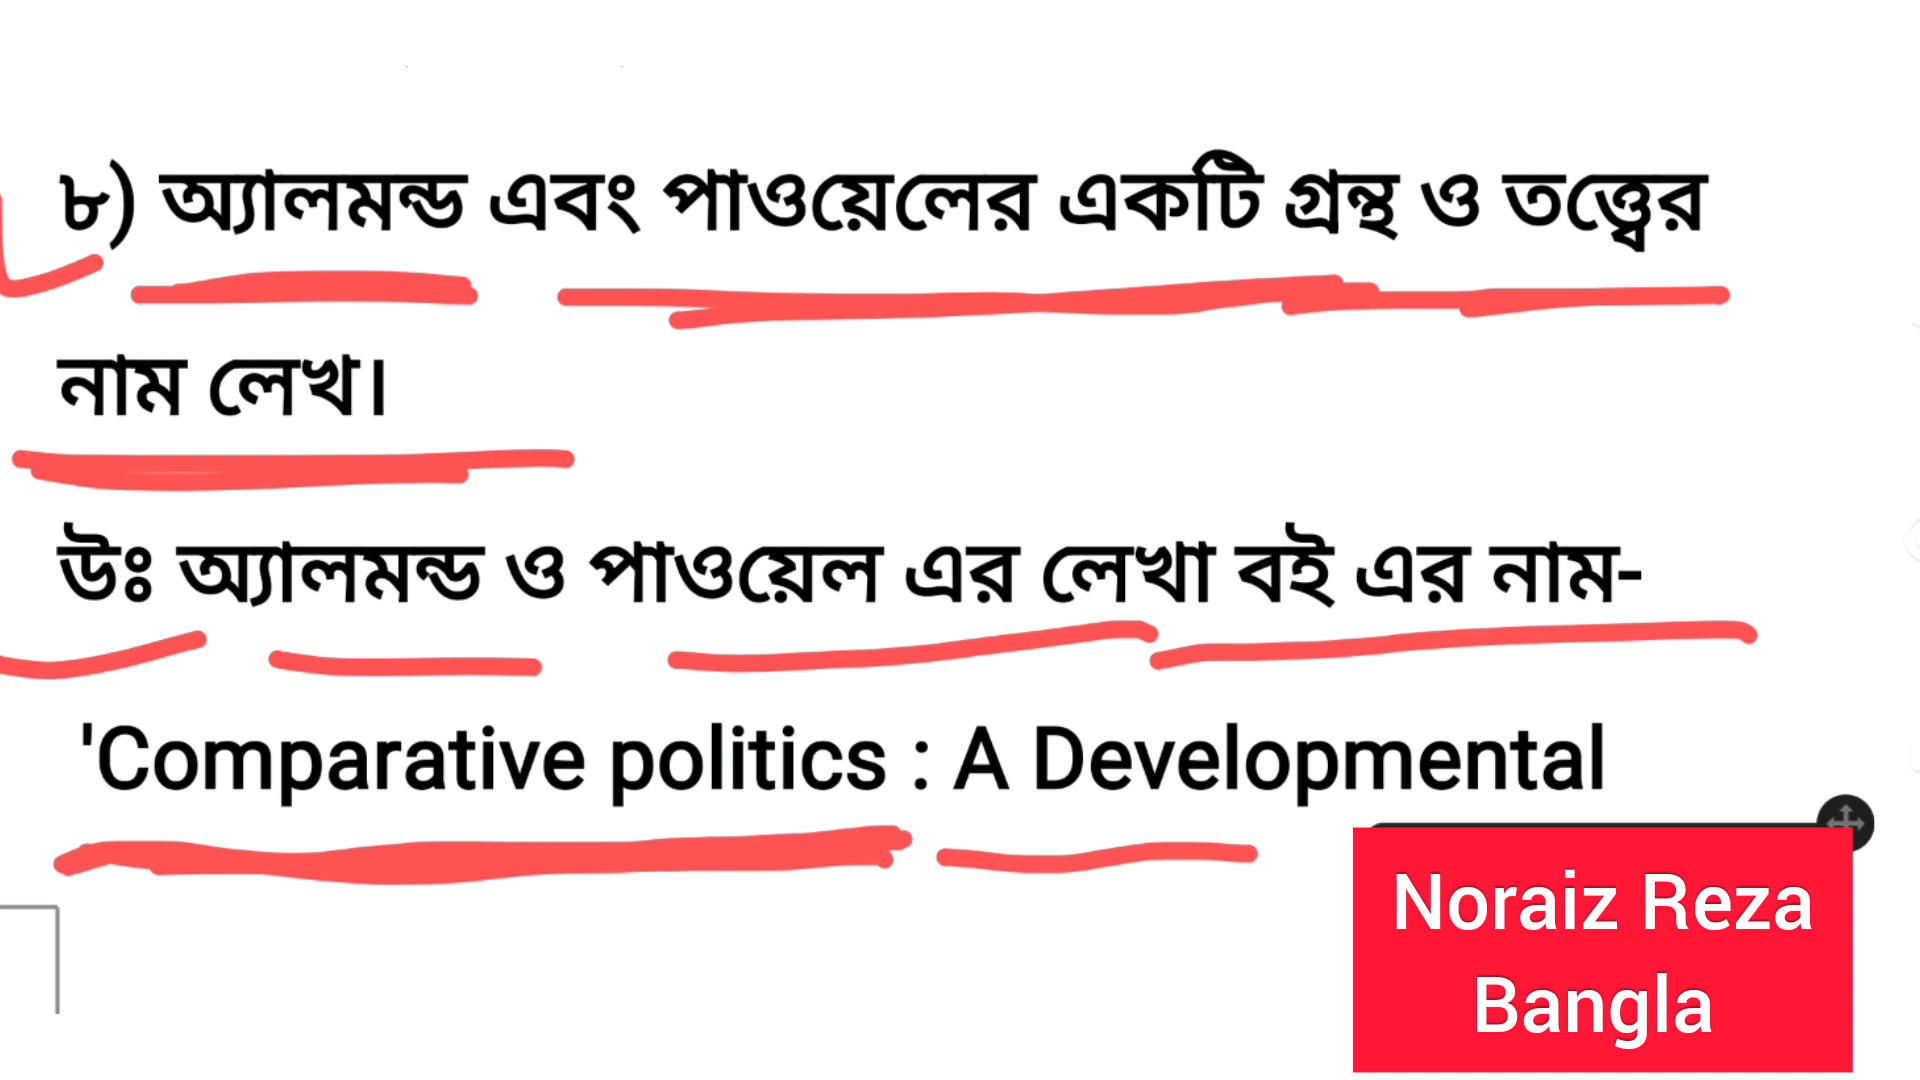 ৮) অ্যালমন্ড এবং পাওয়েলের একটি গ্রন্থ ও তত্ত্বের
নাম লেখ।
উঃ অ্যালমন্ড ও পাওয়েল এর লেখা বই এর নাম-
'Comparative politics : A Developmental
Noraiz Reza
Bangla